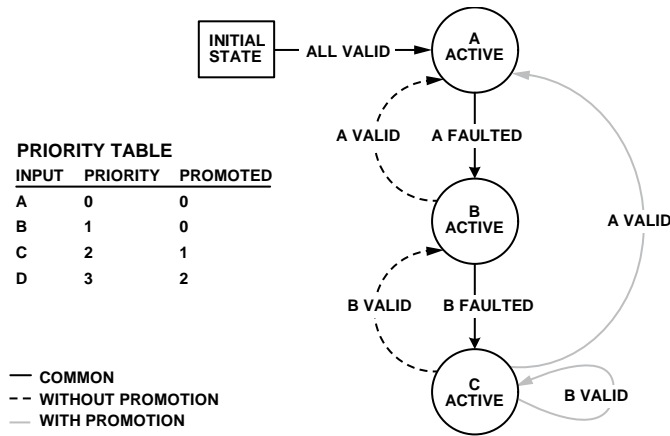 INITIAL
STATE
ALL VALID
A
ACTIVE
A VALID
A FAULTED
PRIORITY TABLE
INPUT PRIORITY PROMOTED
A 0 0
B 1 0
C 2 1
D 3 2
B
ACTIVE
A VALID
B VALID
B FAULTED
C
ACTIVE
B VALID
COMMON
WITHOUT PROMOTION
WITH PROMOTION